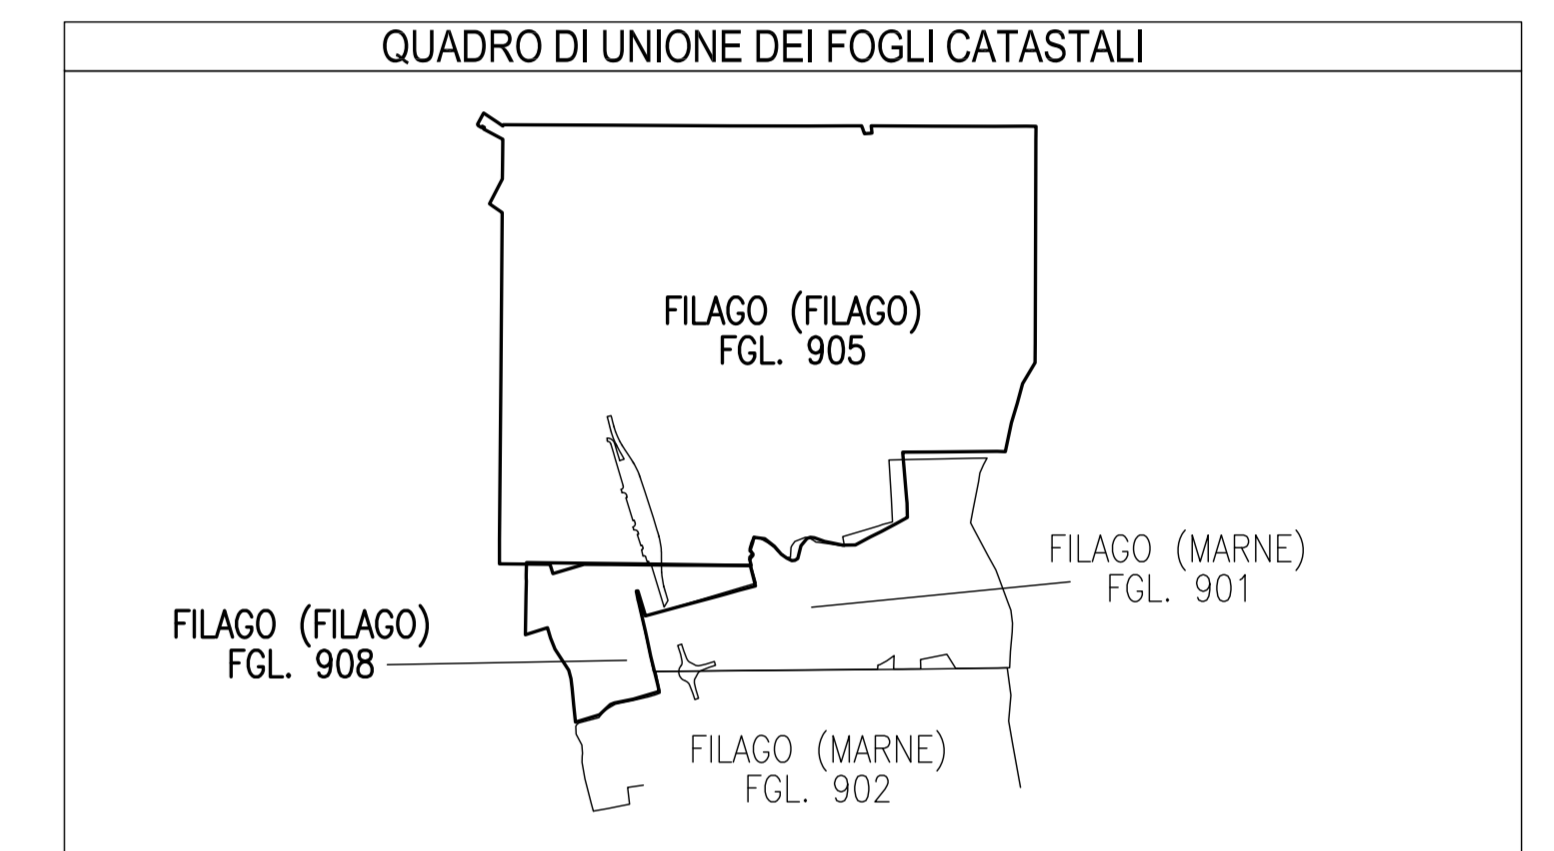 QUADRO DI UNIONE DEI FOGLI CATASTALI
FILAGO (FILAGO)
FGL. 905
FILAGO (MARNE)
FGL. 901
FILAGO (FILAGO)
FGL. 908
FILAGO (MARNE)
FGL. 902